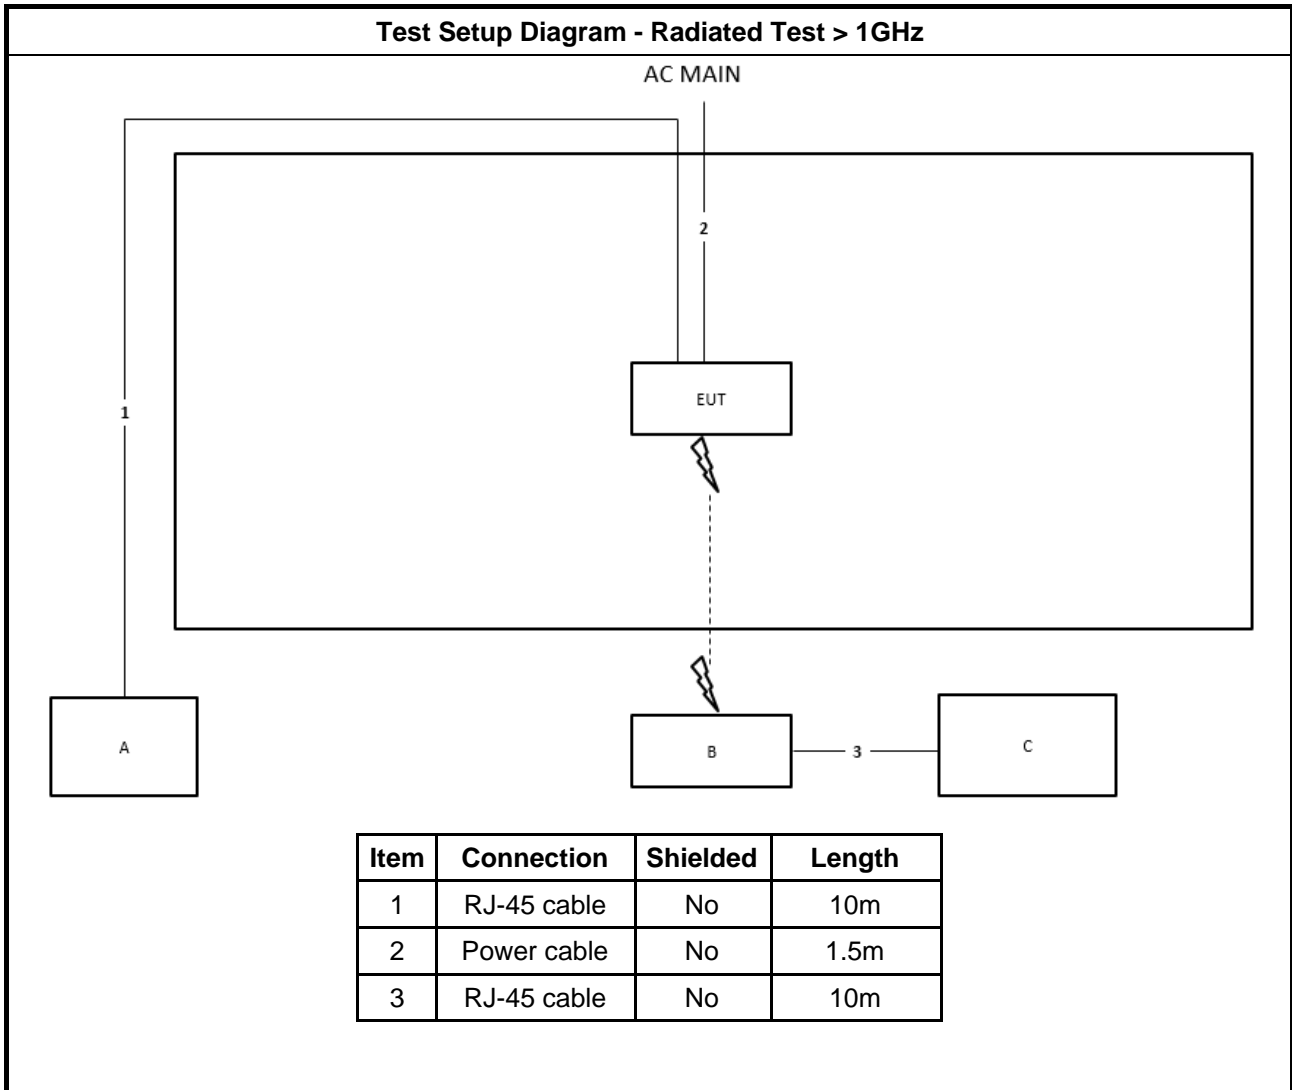 Test Setup Diagram - Radiated Test > 1GHz
AC MAIN
2
1
EUT
A
B
3
C
Item Connection Shielded Length
1 RJ-45 cable No 10m
2 Power cable No 1.5m
3 RJ-45 cable No 10m